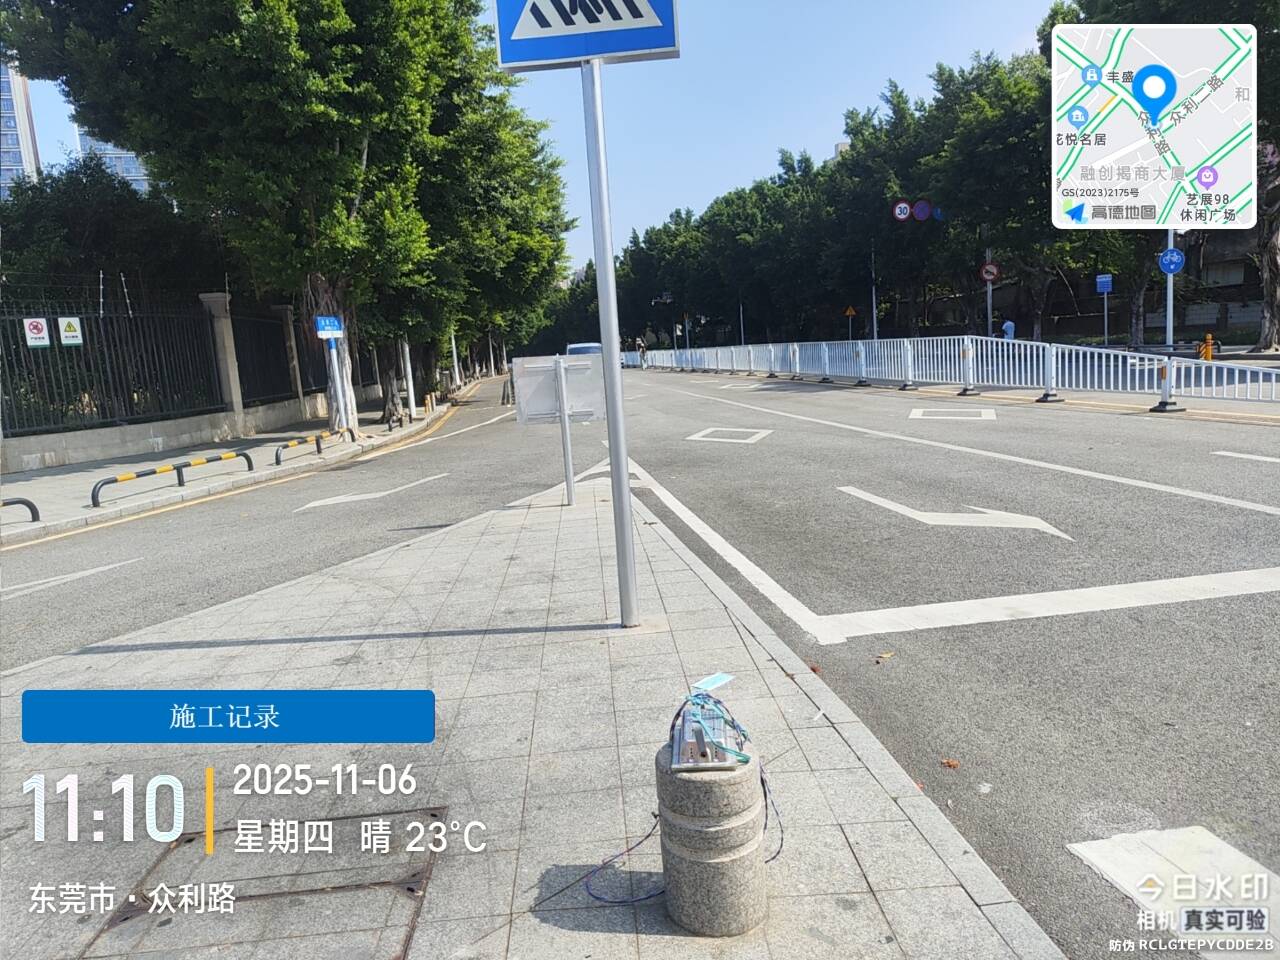 丰盛
众利二路
和
众利路
花悦名居
融创揭商大厦
GS(2023)2175号
高德地图
艺展98
休闲广场
30
施工记录
11:10
2025-11-06
星期四 晴 23°C
东莞市·众利路
今日水印
相机 真实可验
防伪 RCLGTEPYCDDE2B